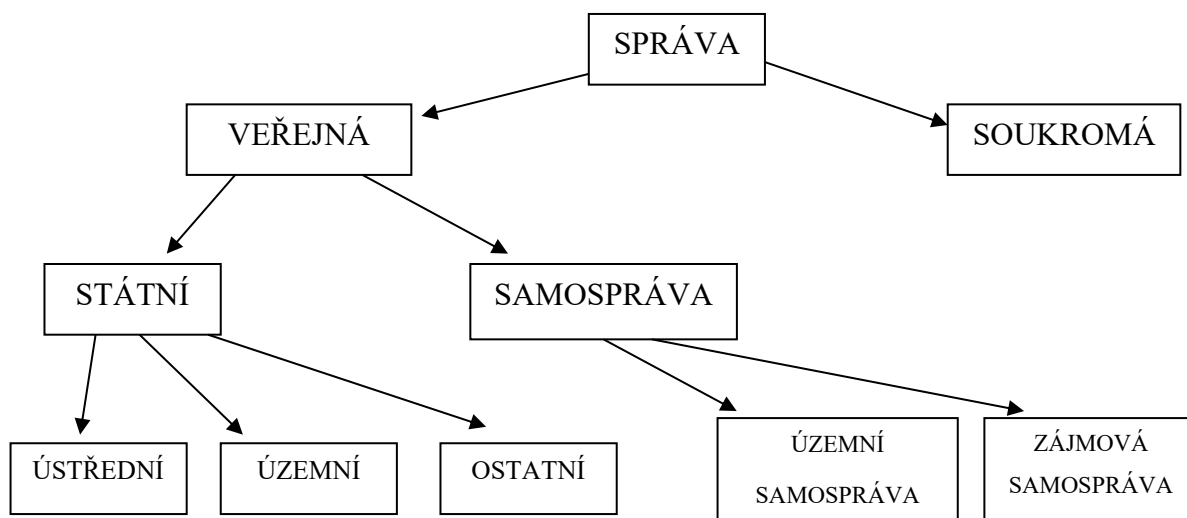 SPRÁVA
VEŘEJNÁ
SOUKROMÁ
STÁTNÍ
SAMOSPRÁVA
ÚSTŘEDNÍ
ÚZEMNÍ
OSTATNÍ
ÚZEMNÍ
SAMOSPRÁVA
ZÁJMOVÁ
SAMOSPRÁVA